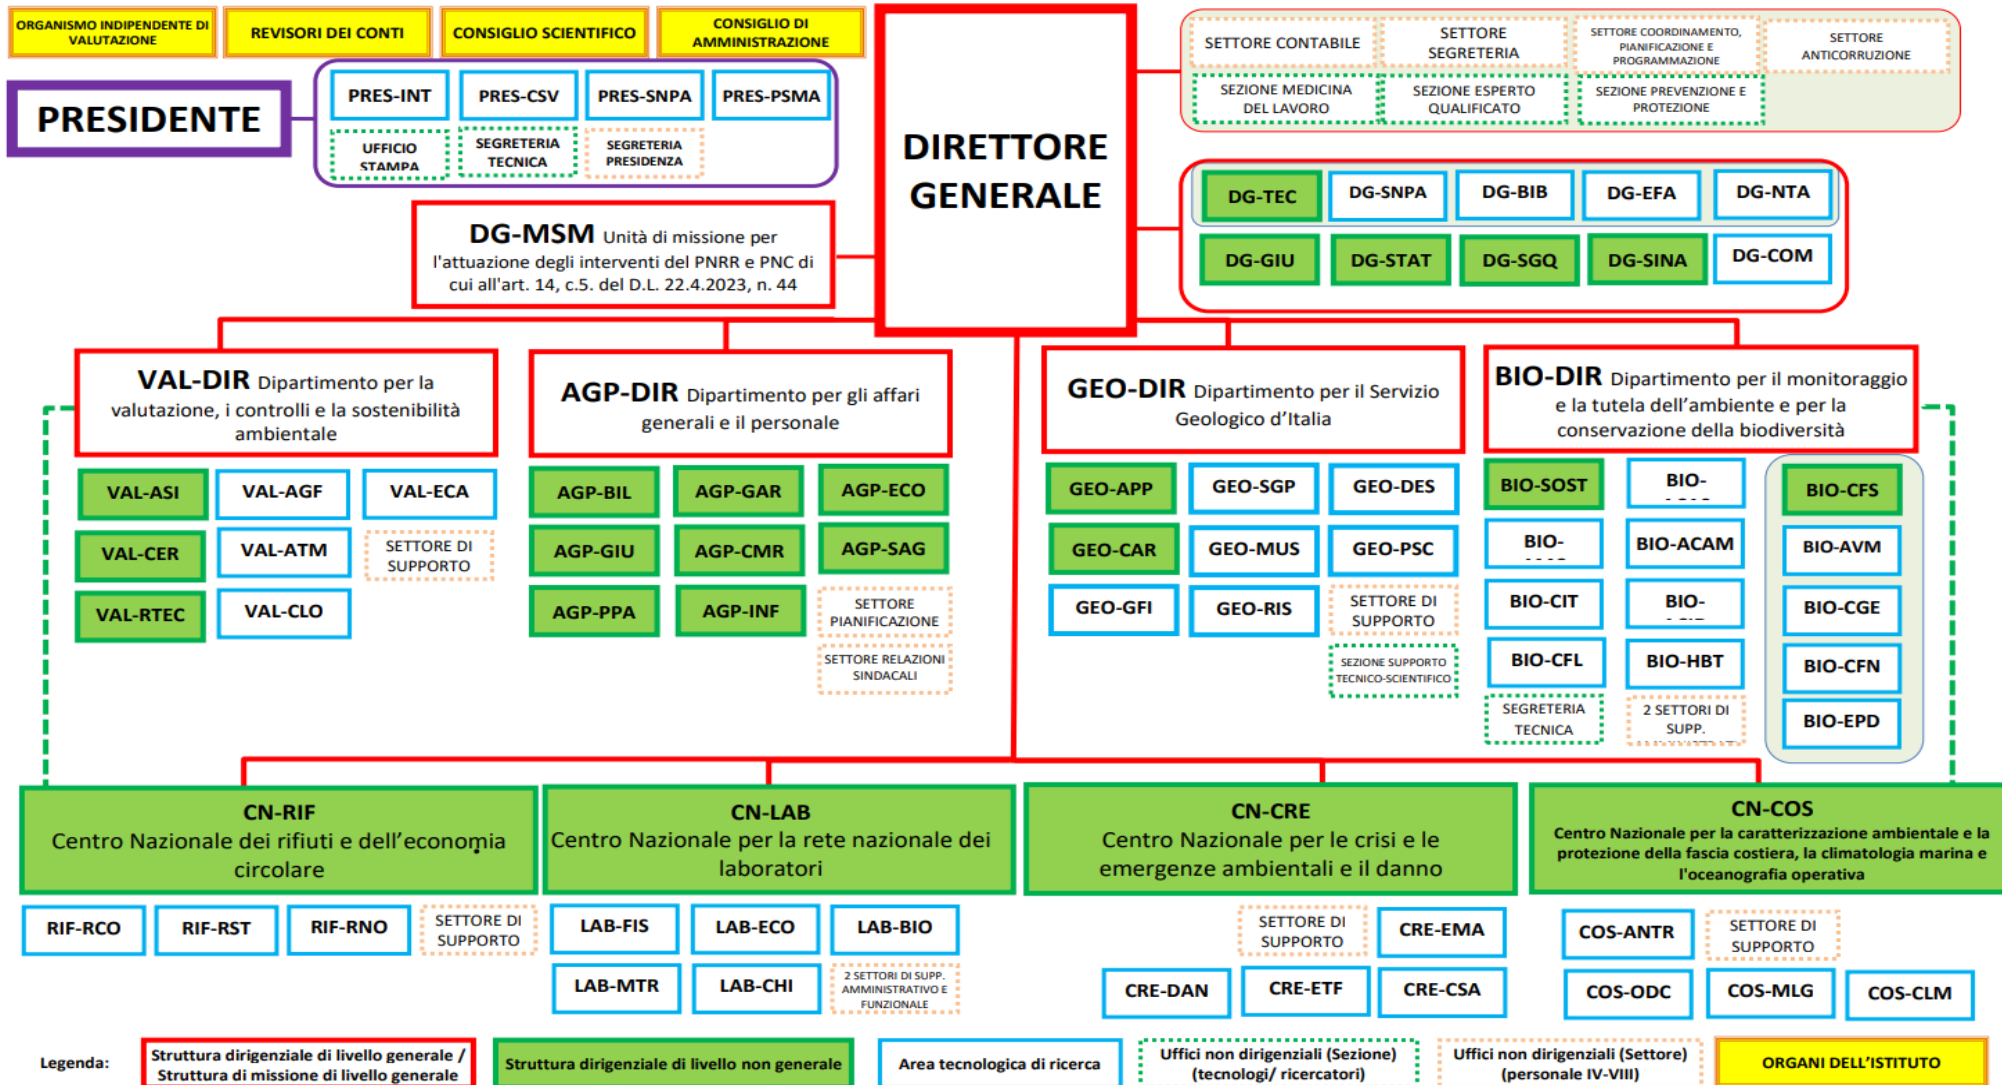 ORGANISMO INDIPENDENTE DI
VALUTAZIONE
REVISORI DEI CONTI
CONSIGLIO SCIENTIFICO
CONSIGLIO DI
AMMINISTRAZIONE
PRESIDENTE
PRES-INT
PRES-CSV
PRES-SNPA
PRES-PSMA
UFFICIO
STAMPA
SEGRETERIA
TECNICA
SEGRETERIA
PRESIDENZA
DIRETTORE
GENERALE
SETTORE CONTABILE
SETTORE
SEGRETERIA
SETTORE COORDINAMENTO,
PIANIFICAZIONE E
PROGRAMMAZIONE
SETTORE
ANTICORRUZIONE
SEZIONE MEDICINA
DEL LAVORO
SEZIONE ESPERTO
QUALIFICATO
SEZIONE PREVENZIONE E
PROTEZIONE
DG-TEC
DG-SNPA
DG-BIB
DG-EFA
DG-NTA
DG-GIU
DG-STAT
DG-SGQ
DG-SINA
DG-COM
DG-MSM Unità di missione per
l'attuazione degli interventi del PNRR e PNC di
cui all'art. 14, c.5. del D.L. 22.4.2023, n. 44
VAL-DIR Dipartimento per la
valutazione, i controlli e la sostenibilità
ambientale
AGP-DIR Dipartimento per gli affari
generali e il personale
GEO-DIR Dipartimento per il Servizio
Geologico d’Italia
BIO-DIR Dipartimento per il monitoraggio
e la tutela dell’ambiente e per la
conservazione della biodiversità
VAL-ASI
VAL-AGF
VAL-ECA
VAL-CER
VAL-ATM
SETTORE DI
SUPPORTO
VAL-RTEC
VAL-CLO
AGP-BIL
AGP-GAR
AGP-ECO
AGP-GIU
AGP-CMR
AGP-SAG
AGP-PPA
AGP-INF
SETTORE
PIANIFICAZIONE
SETTORE RELAZIONI
SINDACALI
GEO-APP
GEO-SGP
GEO-DES
GEO-CAR
GEO-MUS
GEO-PSC
GEO-GFI
GEO-RIS
SETTORE DI
SUPPORTO
SEZIONE SUPPORTO
TECNICO-SCIENTIFICO
BIO-SOST
BIO-
BIO-
BIO-ACAM
BIO-CIT
BIO-
BIO-CFL
BIO-HBT
SEGRETERIA
TECNICA
2 SETTORI DI
SUPP.
BIO-CFS
BIO-AVM
BIO-CGE
BIO-CFN
BIO-EPD
CN-RIF
Centro Nazionale dei rifiuti e dell’economia
circolare
CN-LAB
Centro Nazionale per la rete nazionale dei
laboratori
CN-CRE
Centro Nazionale per le crisi e le
emergenze ambientali e il danno
CN-COS
Centro Nazionale per la caratterizzazione ambientale e la
protezione della fascia costiera, la climatologia marina e
l'oceanografia operativa
RIF-RCO
RIF-RST
RIF-RNO
SETTORE DI
SUPPORTO
LAB-FIS
LAB-ECO
LAB-BIO
LAB-MTR
LAB-CHI
2 SETTORI DI SUPP.
AMMINISTRATIVO E
FUNZIONALE
SETTORE DI
SUPPORTO
CRE-EMA
CRE-DAN
CRE-ETF
CRE-CSA
COS-ANTR
SETTORE DI
SUPPORTO
COS-ODC
COS-MLG
COS-CLM
Legenda:
Struttura dirigenziale di livello generale /
Struttura di missione di livello generale
Struttura dirigenziale di livello non generale
Area tecnologica di ricerca
Uffici non dirigenziali (Sezione)
(tecnologi/ ricercatori)
Uffici non dirigenziali (Settore)
(personale IV-VIII)
ORGANI DELL’ISTITUTO